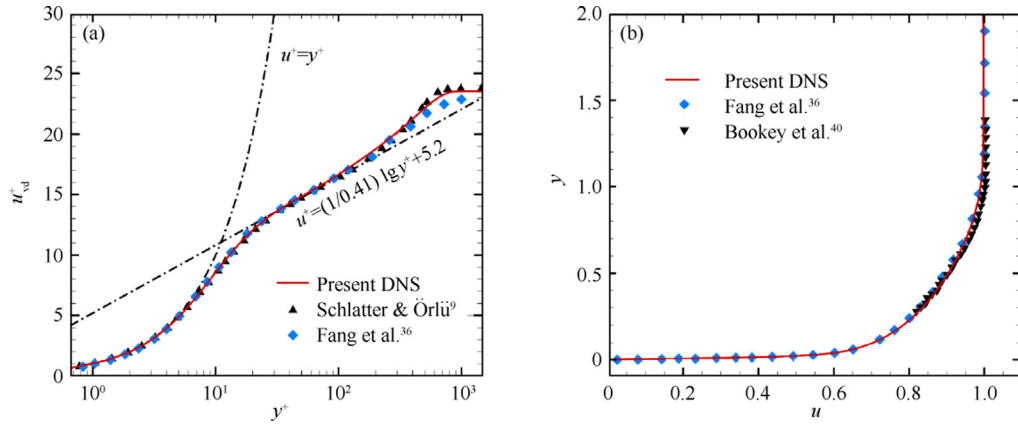 (a)
30
25
20
15
10
5
0
u⁺vd
u⁺=y⁺
u⁺=(1/0.41) lg y⁺+5.2
Present DNS
Schlatter & Örlü⁹
Fang et al.³⁶
10⁰ 10¹ 10² 10³
y⁺
(b)
2.0
1.5
1.0
0.5
0
y
Present DNS
Fang et al.³⁶
Bookey et al.⁴⁰
0 0.2 0.4 0.6 0.8 1.0
u